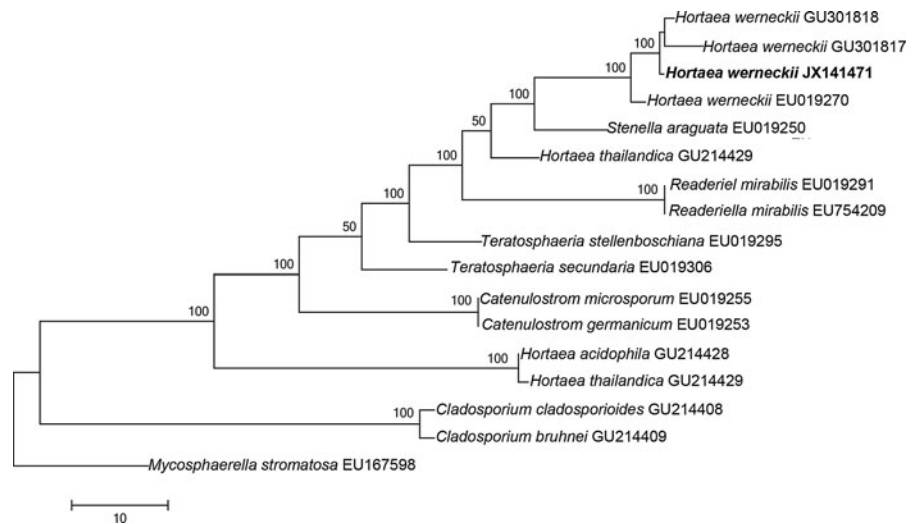 Hortaea werneckii GU301818
100
Hortaea werneckii GU301817
100
Hortaea werneckii JX141471
100
Hortaea werneckii EU019270
50
Stenella araguata EU019250
100
Hortaea thailandica GU214429
100
100
Readeriel mirabilis EU019291
50
Readeriella mirabilis EU754209
Teratosphaeria stellenboschiana EU019295
100
Teratosphaeria secundaria EU019306
100
100
Catenulostrom microsporum EU019255
Catenulostrom germanicum EU019253
100
Hortaea acidophila GU214428
Hortaea thailandica GU214429
100
Cladosporium cladosporioides GU214408
Cladosporium bruhnei GU214409
Mycosphaerella stromatosa EU167598
10